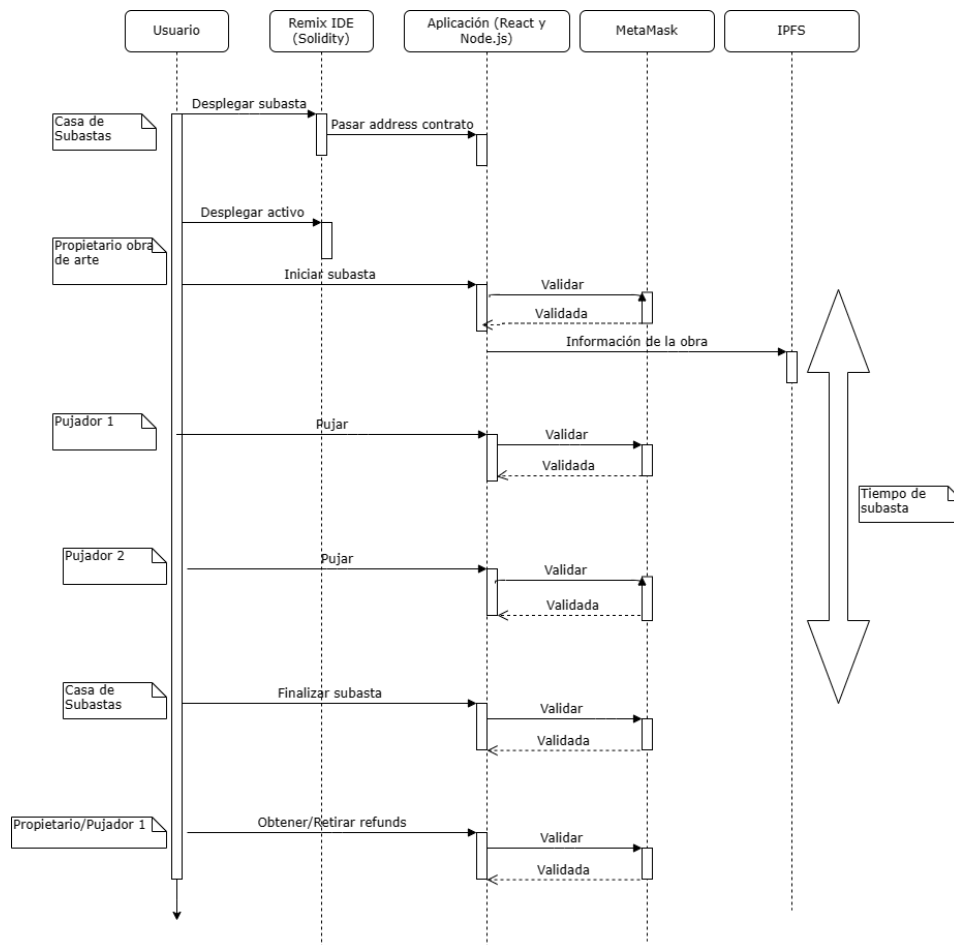 Usuario
Remix IDE
(Solidity)
Aplicación (React y
Node.js)
MetaMask
IPFS
Desplegar subasta
Casa de
Subastas
Pasar address contrato
Desplegar activo
Propietario obra
de arte
Iniciar subasta
Validar
Validada
Información de la obra
Pujador 1
Pujar
Validar
Validada
Tiempo de
subasta
Pujador 2
Pujar
Validar
Validada
Casa de
Subastas
Finalizar subasta
Validar
Validada
Propietario/Pujador 1
Obtener/Retirar refunds
Validar
Validada